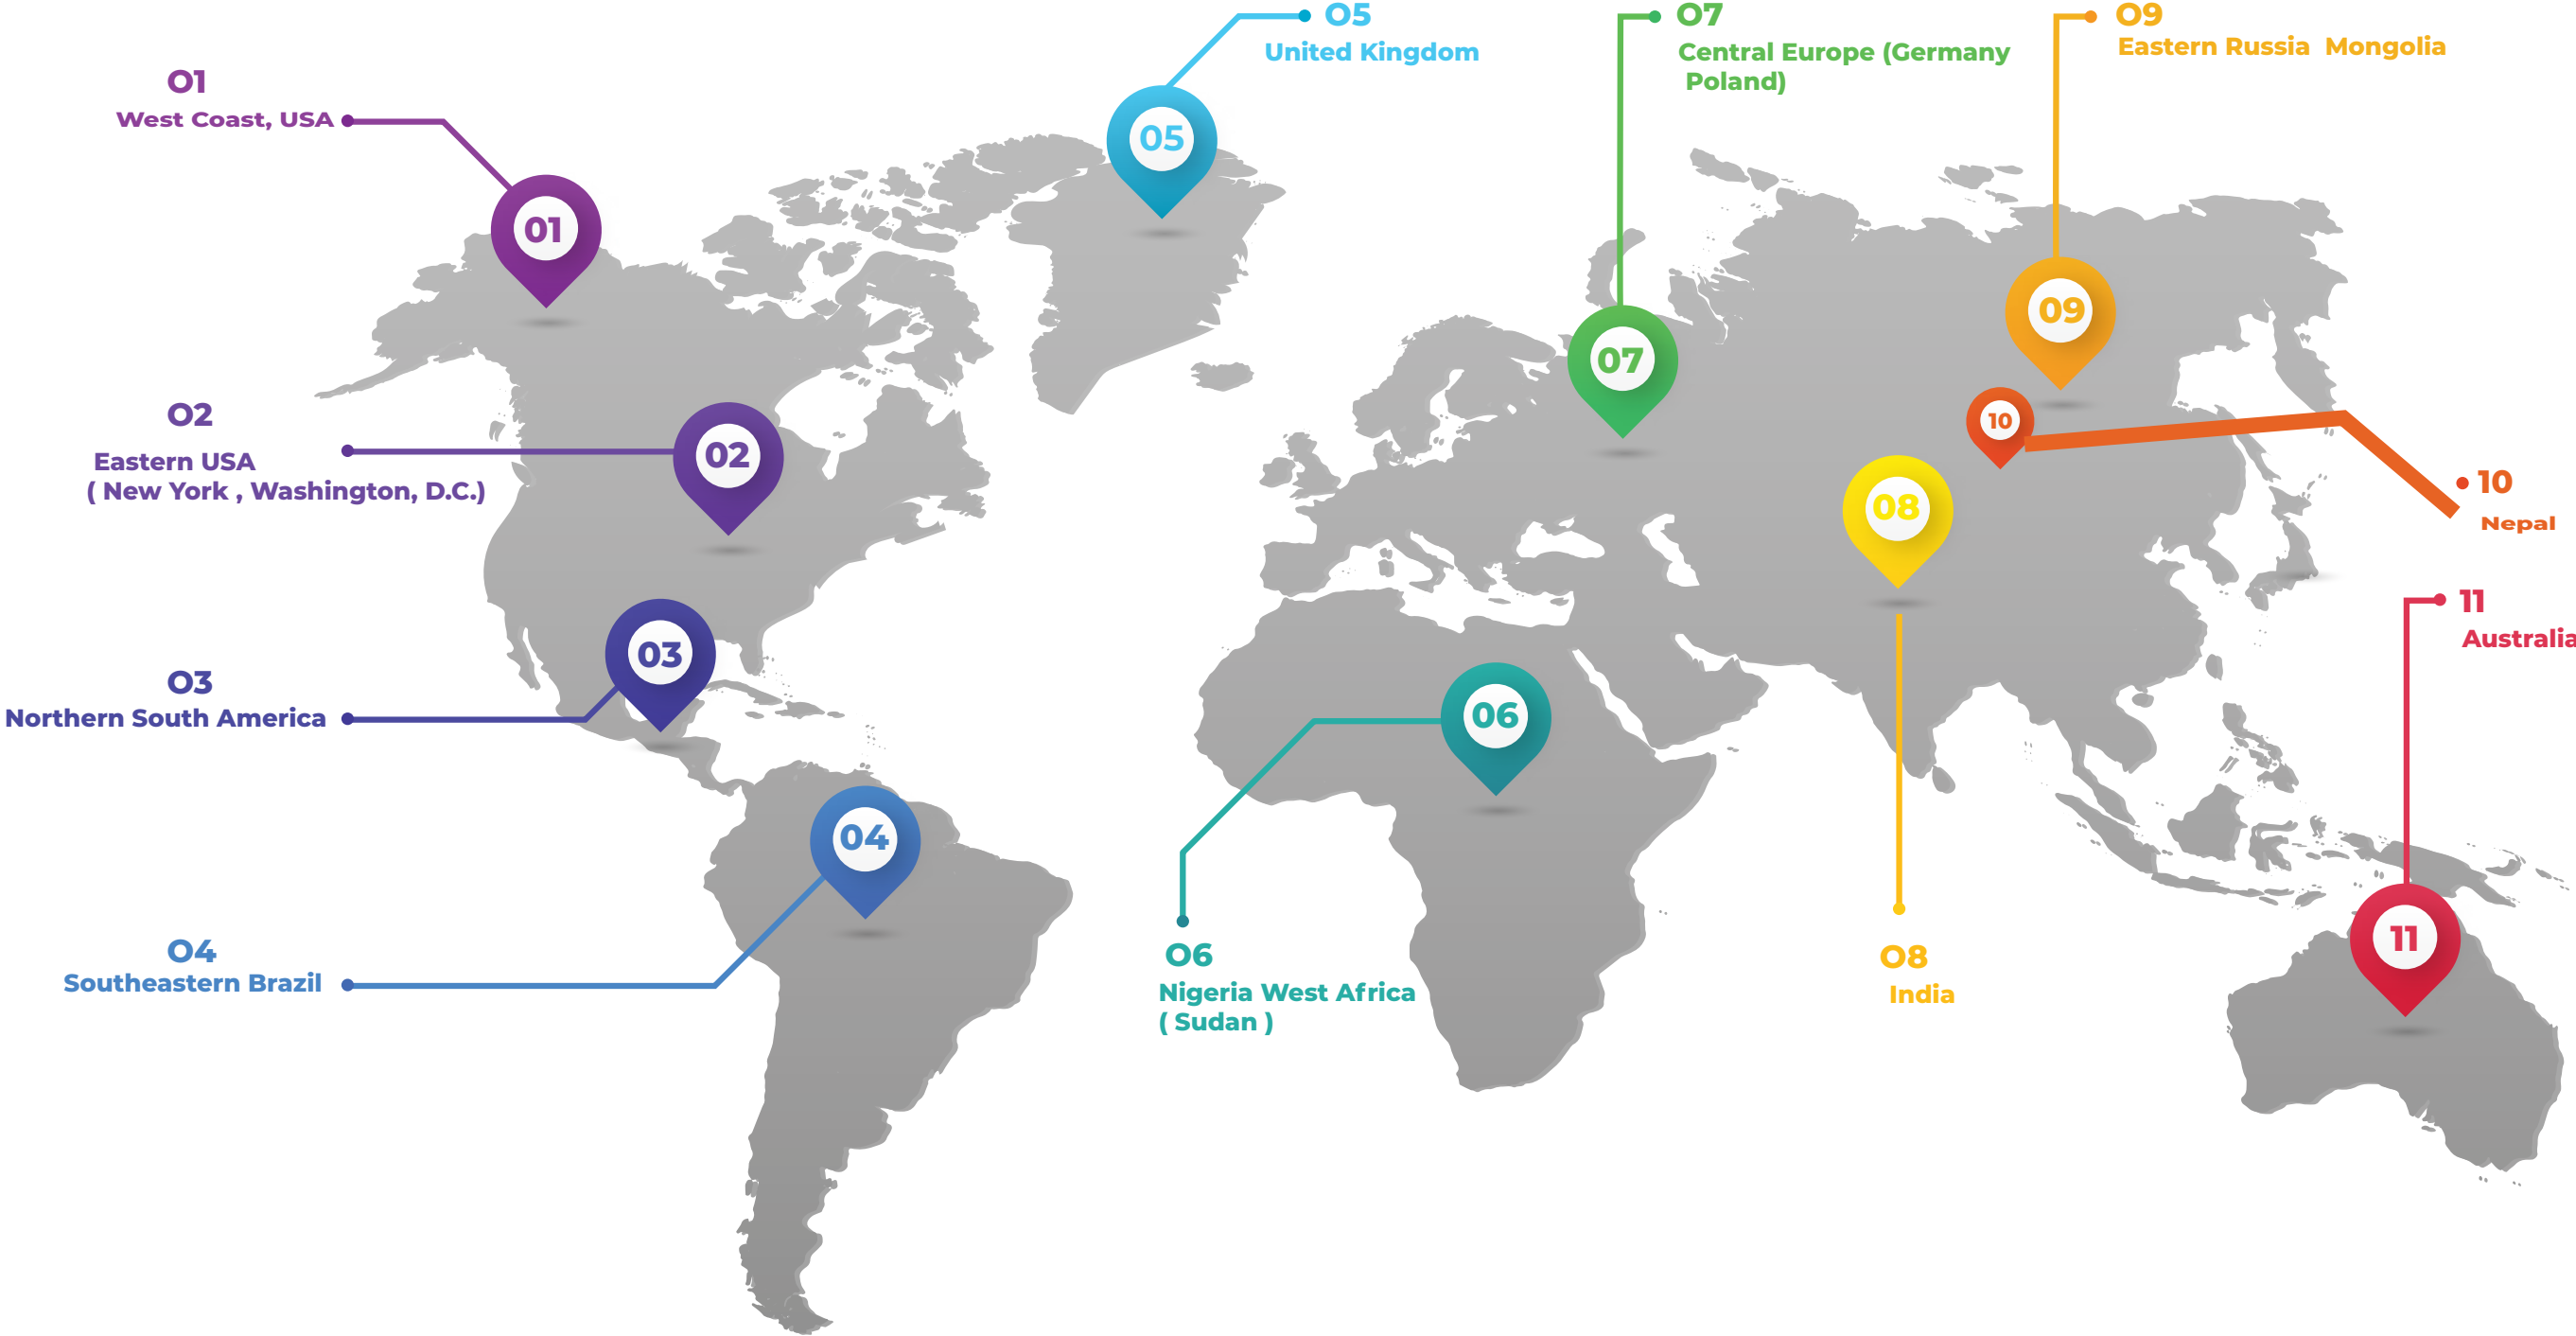 01
West Coast, USA
02
Eastern USA
( New York , Washington, D.C.)
03
Northern South America
04
Southeastern Brazil
05
United Kingdom
06
Nigeria West Africa
( Sudan )
07
Central Europe (Germany
Poland)
08
India
09
Eastern Russia  Mongolia
10
Nepal
11
Australia
01
02
03
04
05
06
07
08
09
10
11